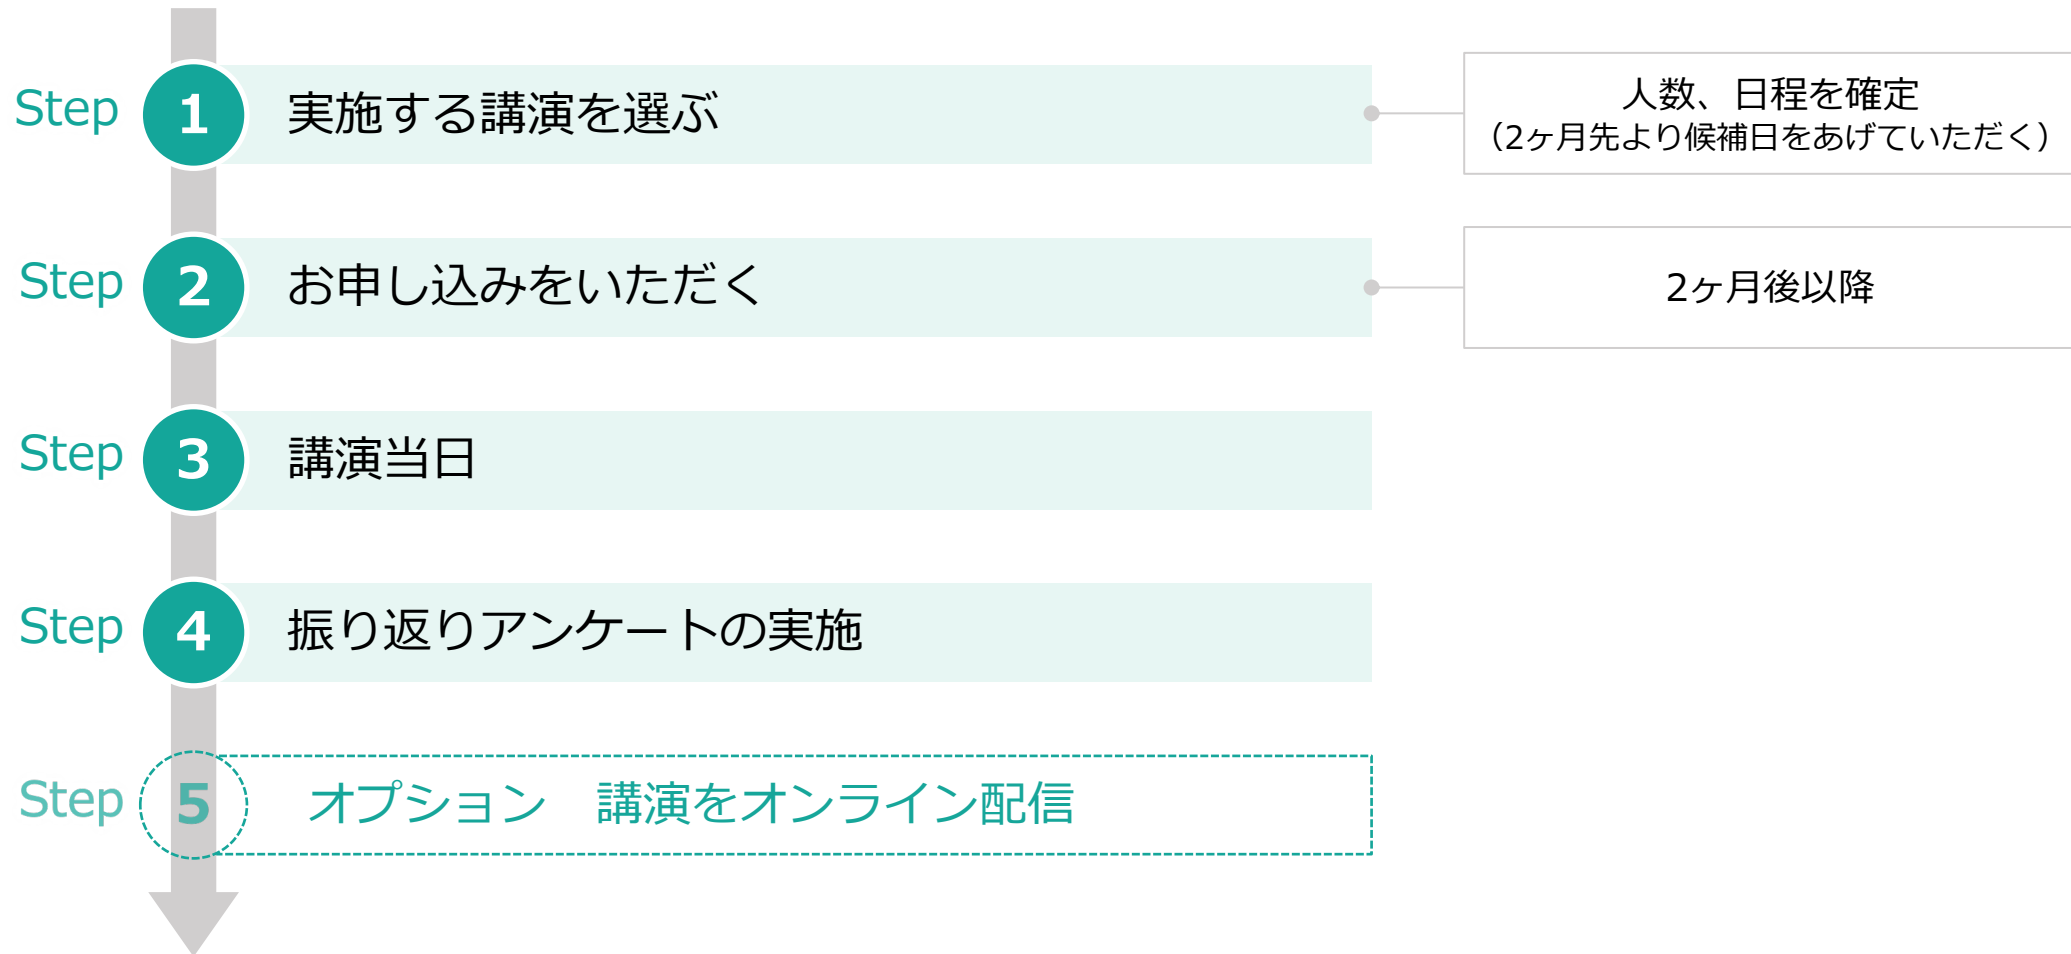 Step 1 実施する講演を選ぶ
人数、日程を確定
（2ヶ月先より候補日をあげていただく）
Step 2 お申し込みをいただく
2ヶ月後以降
Step 3 講演当日
Step 4 振り返りアンケートの実施
Step 5 オプション　講演をオンライン配信